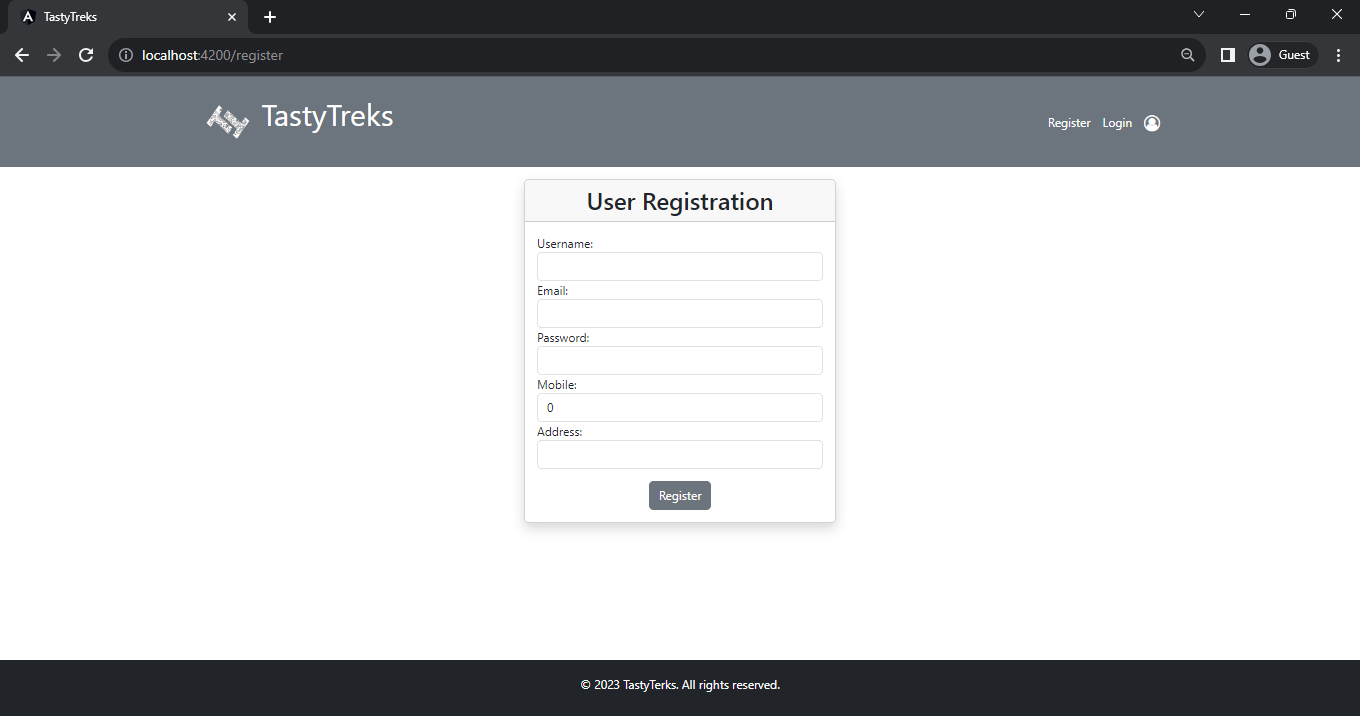 TastyTreks
localhost:4200/register
Guest
TastyTreks
Register Login
User Registration
Username:
Email:
Password:
Mobile:
0
Address:
Register
© 2023 TastyTerks. All rights reserved.